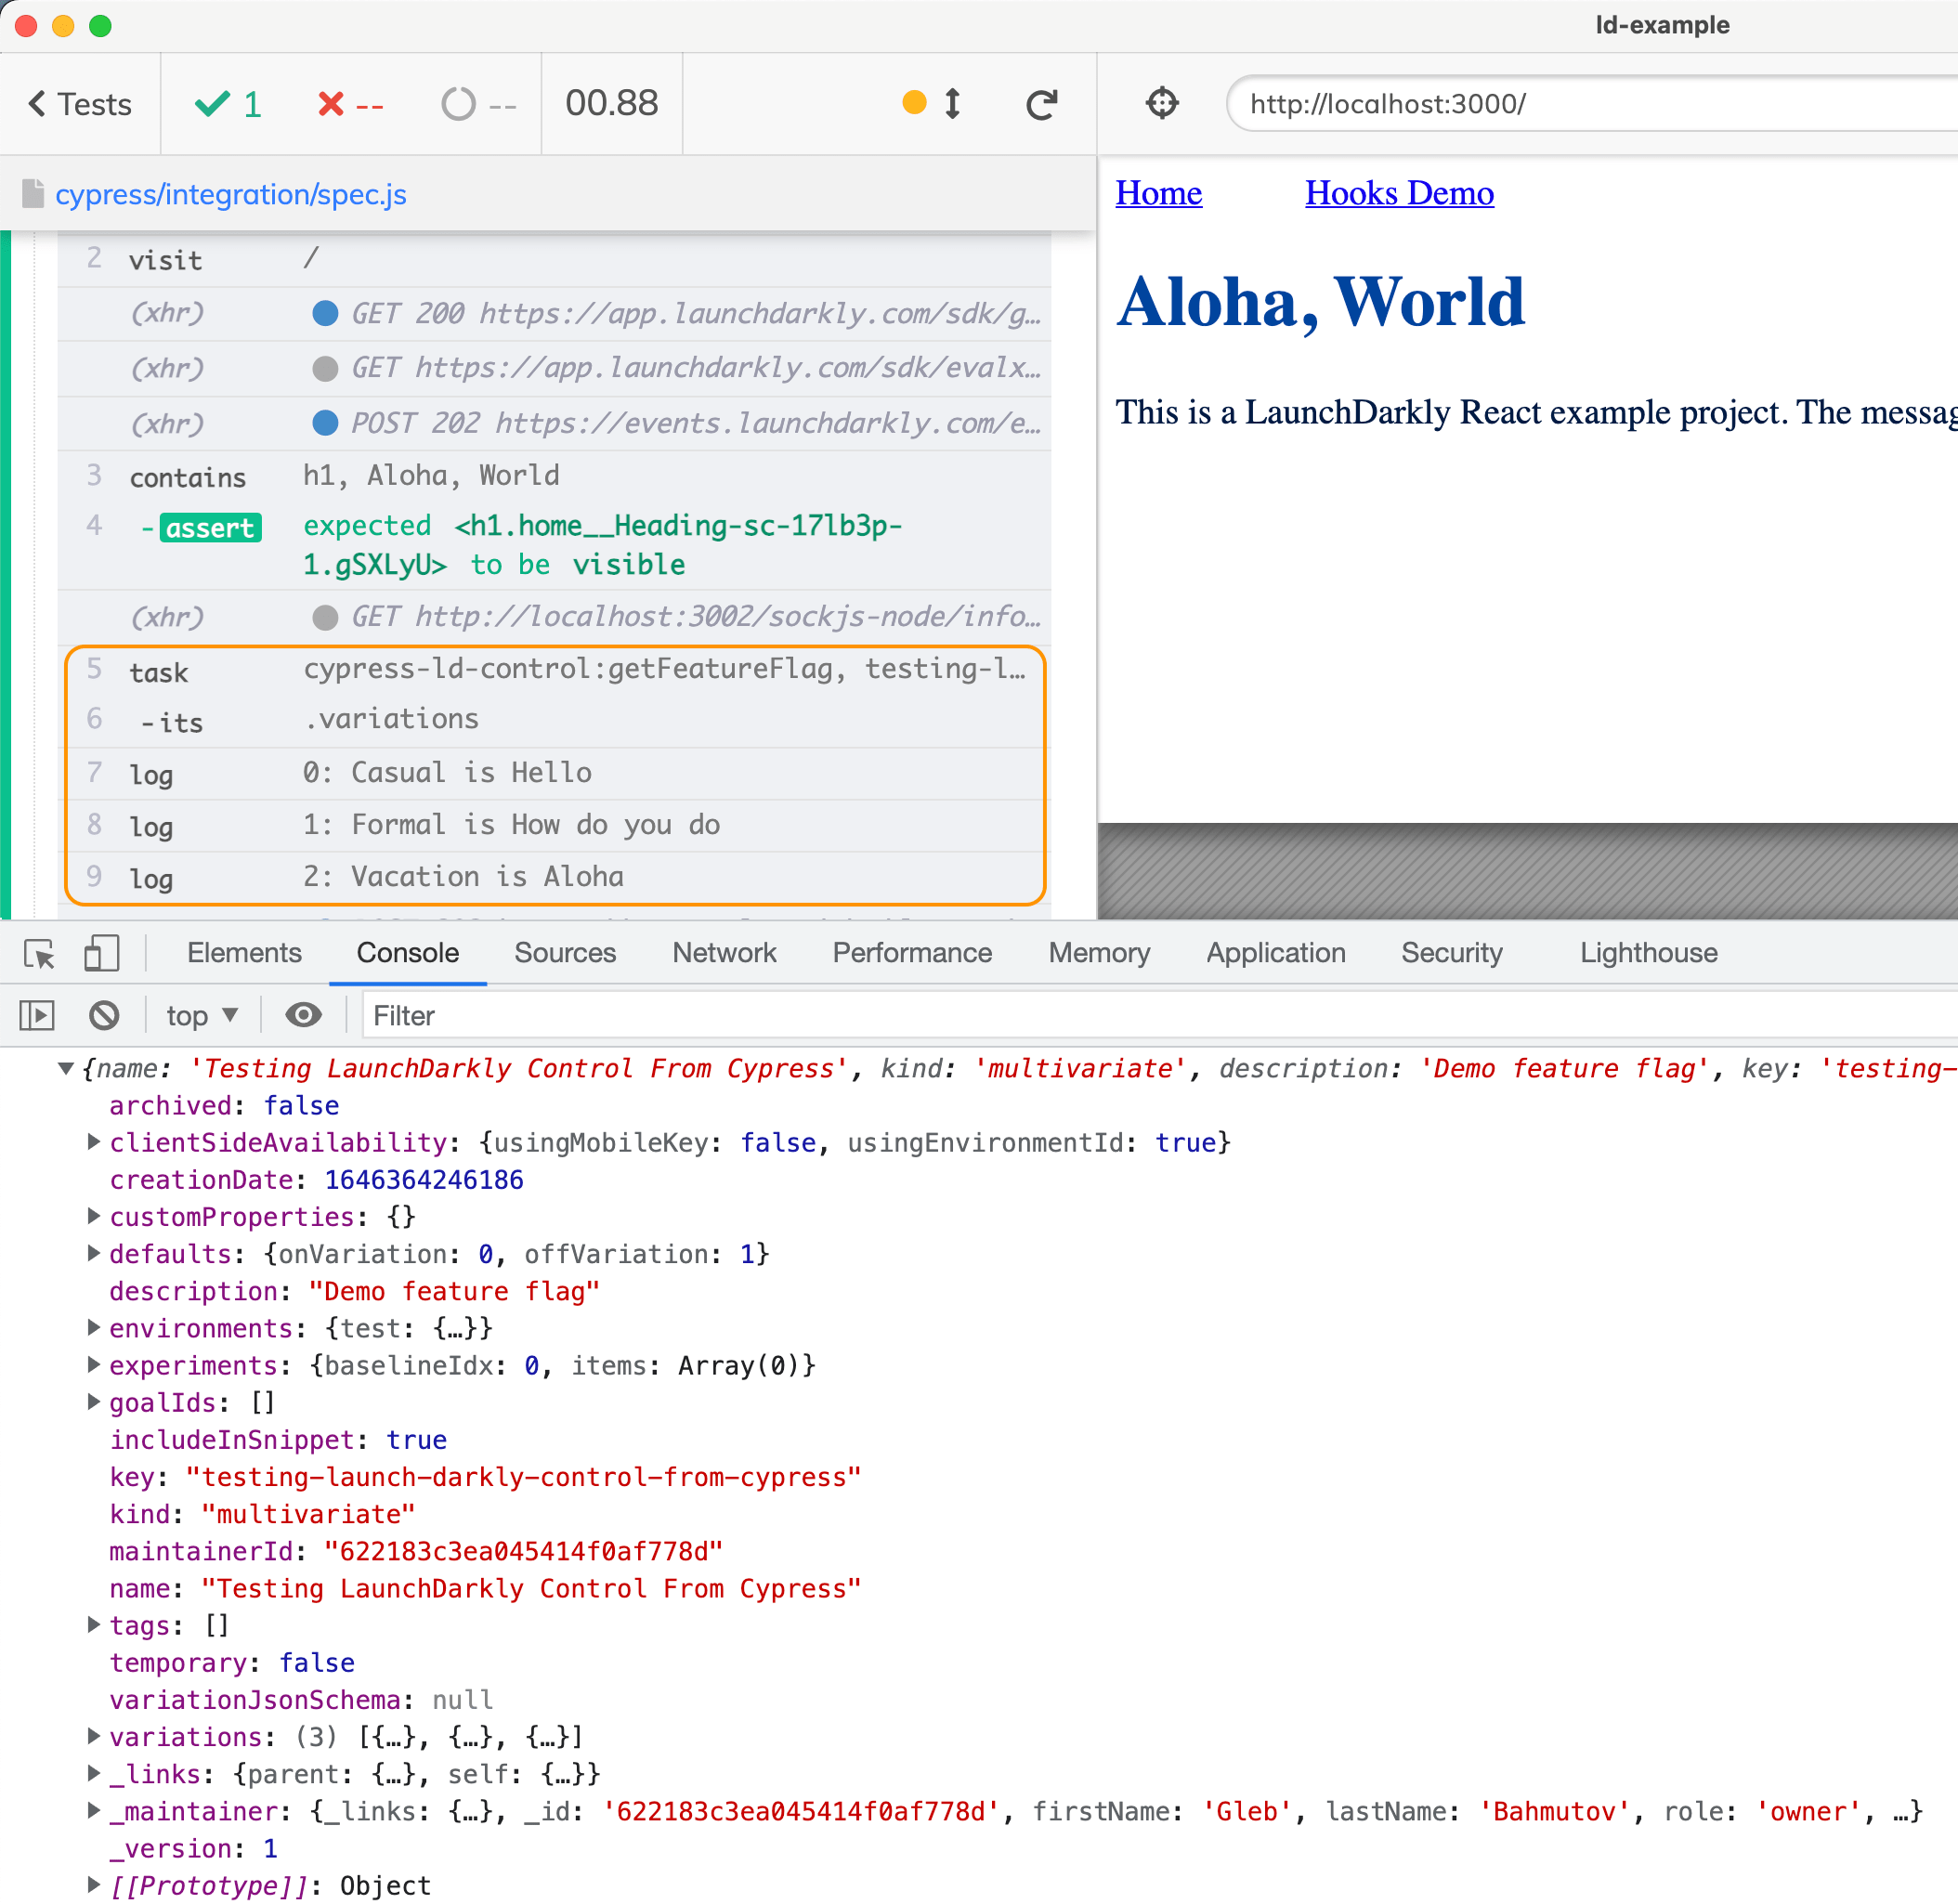 ld-example
Tests 1 -- -- 00.88
http://localhost:3000/
cypress/integration/spec.js
2 visit /
(xhr) GET 200 https://app.launchdarkly.com/sdk/g…
(xhr) GET https://app.launchdarkly.com/sdk/evalx…
(xhr) POST 202 https://events.launchdarkly.com/e…
3 contains h1, Aloha, World
4 -assert expected <h1.home__Heading-sc-17lb3p-
1.gSXLyU> to be visible
(xhr) GET http://localhost:3002/sockjs-node/info…
5 task cypress-ld-control:getFeatureFlag, testing-l…
6 -its .variations
7 log 0: Casual is Hello
8 log 1: Formal is How do you do
9 log 2: Vacation is Aloha
Home Hooks Demo
Aloha, World
This is a LaunchDarkly React example project. The messag
Elements Console Sources Network Performance Memory Application Security Lighthouse
top Filter
{name: 'Testing LaunchDarkly Control From Cypress', kind: 'multivariate', description: 'Demo feature flag', key: 'testing-
archived: false
clientSideAvailability: {usingMobileKey: false, usingEnvironmentId: true}
creationDate: 1646364246186
customProperties: {}
defaults: {onVariation: 0, offVariation: 1}
description: "Demo feature flag"
environments: {test: {…}}
experiments: {baselineIdx: 0, items: Array(0)}
goalIds: []
includeInSnippet: true
key: "testing-launch-darkly-control-from-cypress"
kind: "multivariate"
maintainerId: "622183c3ea045414f0af778d"
name: "Testing LaunchDarkly Control From Cypress"
tags: []
temporary: false
variationJsonSchema: null
variations: (3) [{…}, {…}, {…}]
_links: {parent: {…}, self: {…}}
_maintainer: {_links: {…}, _id: '622183c3ea045414f0af778d', firstName: 'Gleb', lastName: 'Bahmutov', role: 'owner', …}
_version: 1
[[Prototype]]: Object